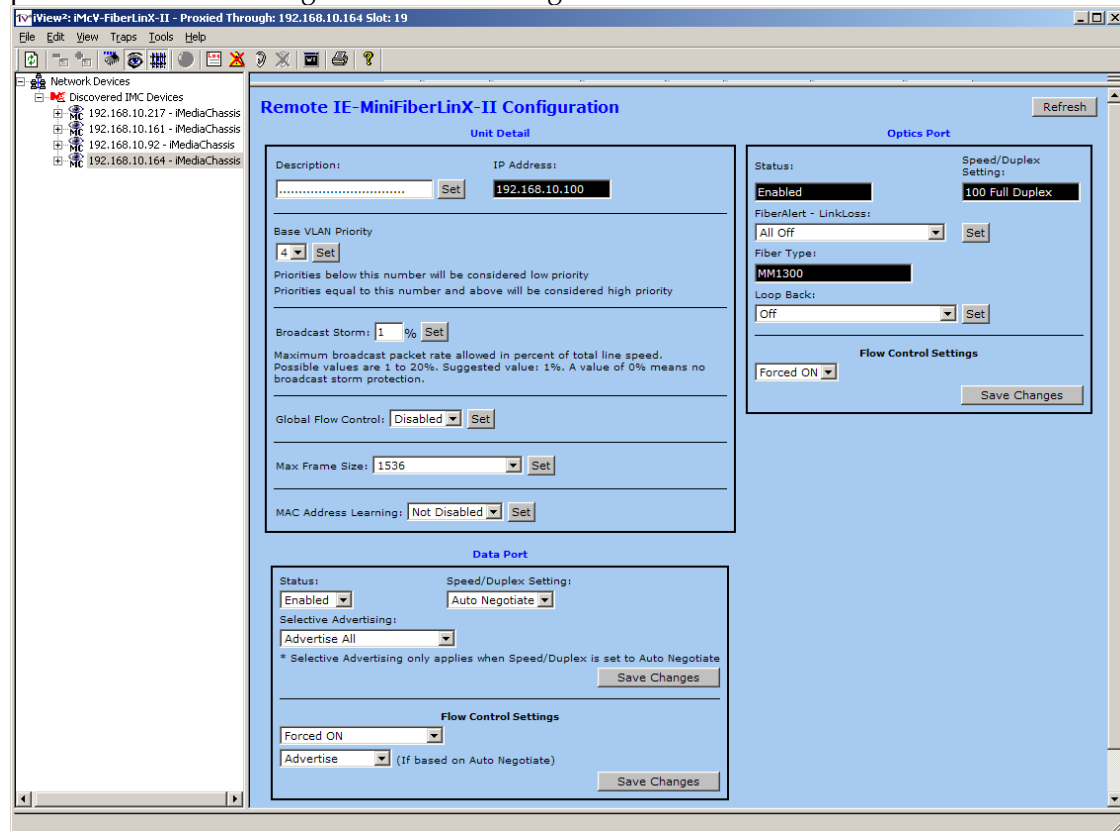 iView²: iMcV-FiberLinX-II - Proxied Through: 192.168.10.164 Slot: 19
File Edit View Traps Tools Help
Network Devices
Discovered IMC Devices
192.168.10.217 - iMediaChassis
192.168.10.161 - iMediaChassis
192.168.10.92 - iMediaChassis
192.168.10.164 - iMediaChassis
Remote IE-MiniFiberLinX-II Configuration
Refresh
Unit Detail
Description:
IP Address:
................................
Set
192.168.10.100
Base VLAN Priority
4
Set
Priorities below this number will be considered low priority
Priorities equal to this number and above will be considered high priority
Broadcast Storm: 1 % Set
Maximum broadcast packet rate allowed in percent of total line speed.
Possible values are 1 to 20%. Suggested value: 1%. A value of 0% means no
broadcast storm protection.
Global Flow Control: Disabled Set
Max Frame Size: 1536 Set
MAC Address Learning: Not Disabled Set
Optics Port
Status:
Speed/Duplex
Setting:
Enabled
100 Full Duplex
FiberAlert - LinkLoss:
All Off
Set
Fiber Type:
MM1300
Loop Back:
Off
Set
Flow Control Settings
Forced ON
Save Changes
Data Port
Status:
Speed/Duplex Setting:
Enabled
Auto Negotiate
Selective Advertising:
Advertise All
* Selective Advertising only applies when Speed/Duplex is set to Auto Negotiate
Save Changes
Flow Control Settings
Forced ON
Advertise (If based on Auto Negotiate)
Save Changes